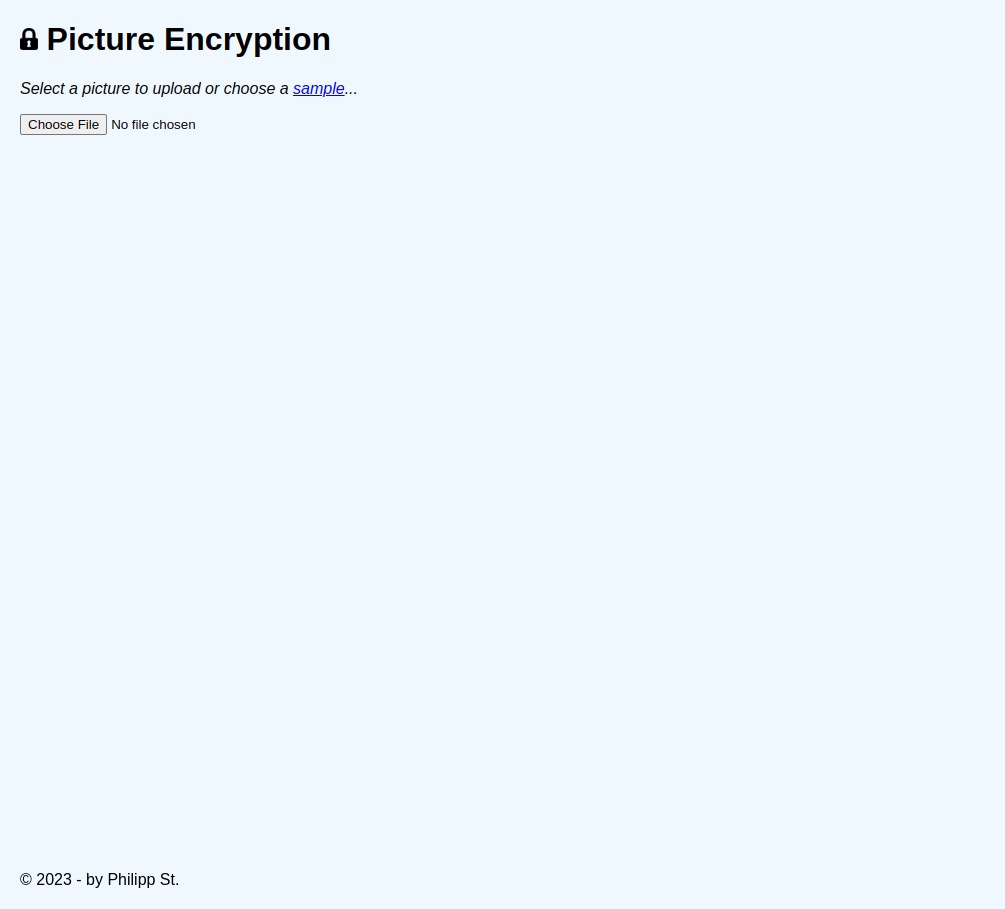 Picture Encryption
Select a picture to upload or choose a sample...
Choose File No file chosen
© 2023 - by Philipp St.